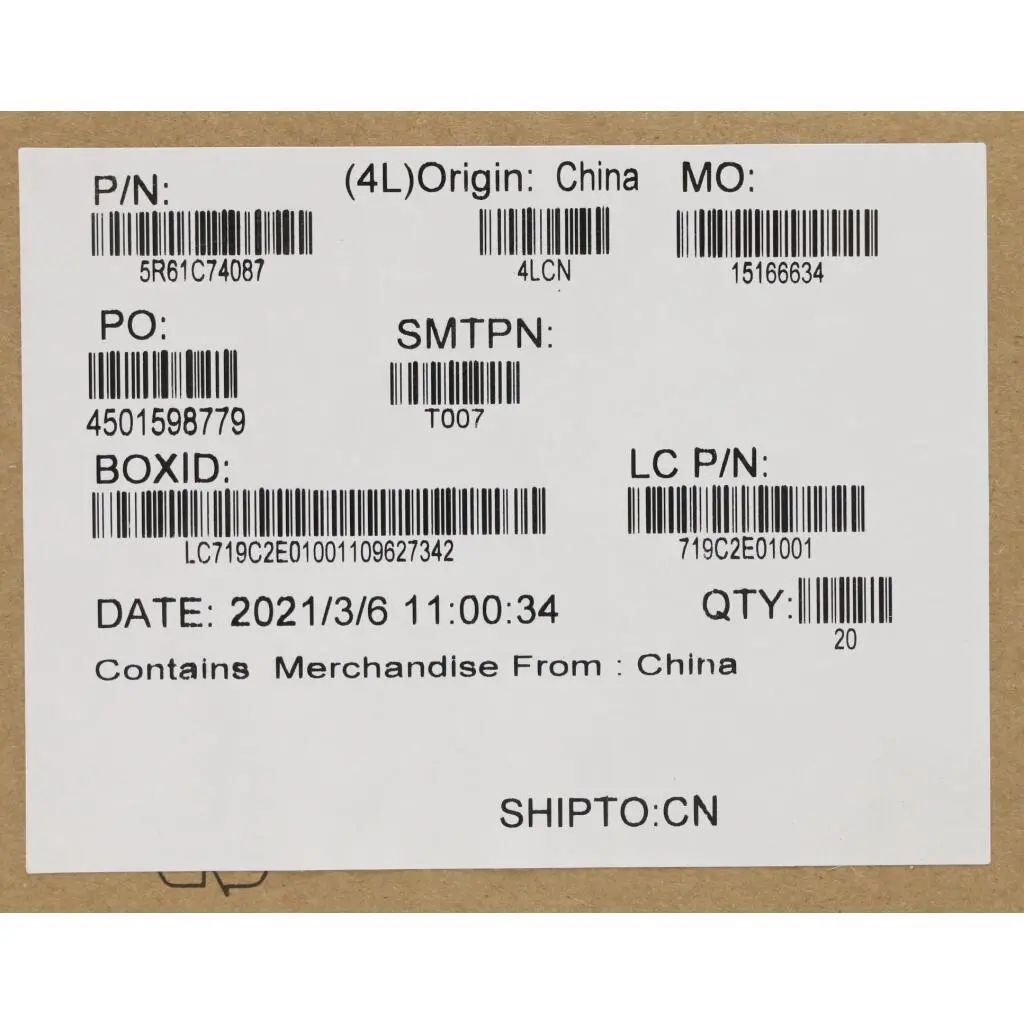 P/N: (4L)Origin: China MO:
5R61C74087 4LCN 15166634
PO: SMTPN:
4501598779 T007
BOXID: LC P/N:
LC719C2E01001109627342 719C2E01001
DATE: 2021/3/6 11:00:34 QTY:
20
Contains Merchandise From : China
SHIPTO:CN